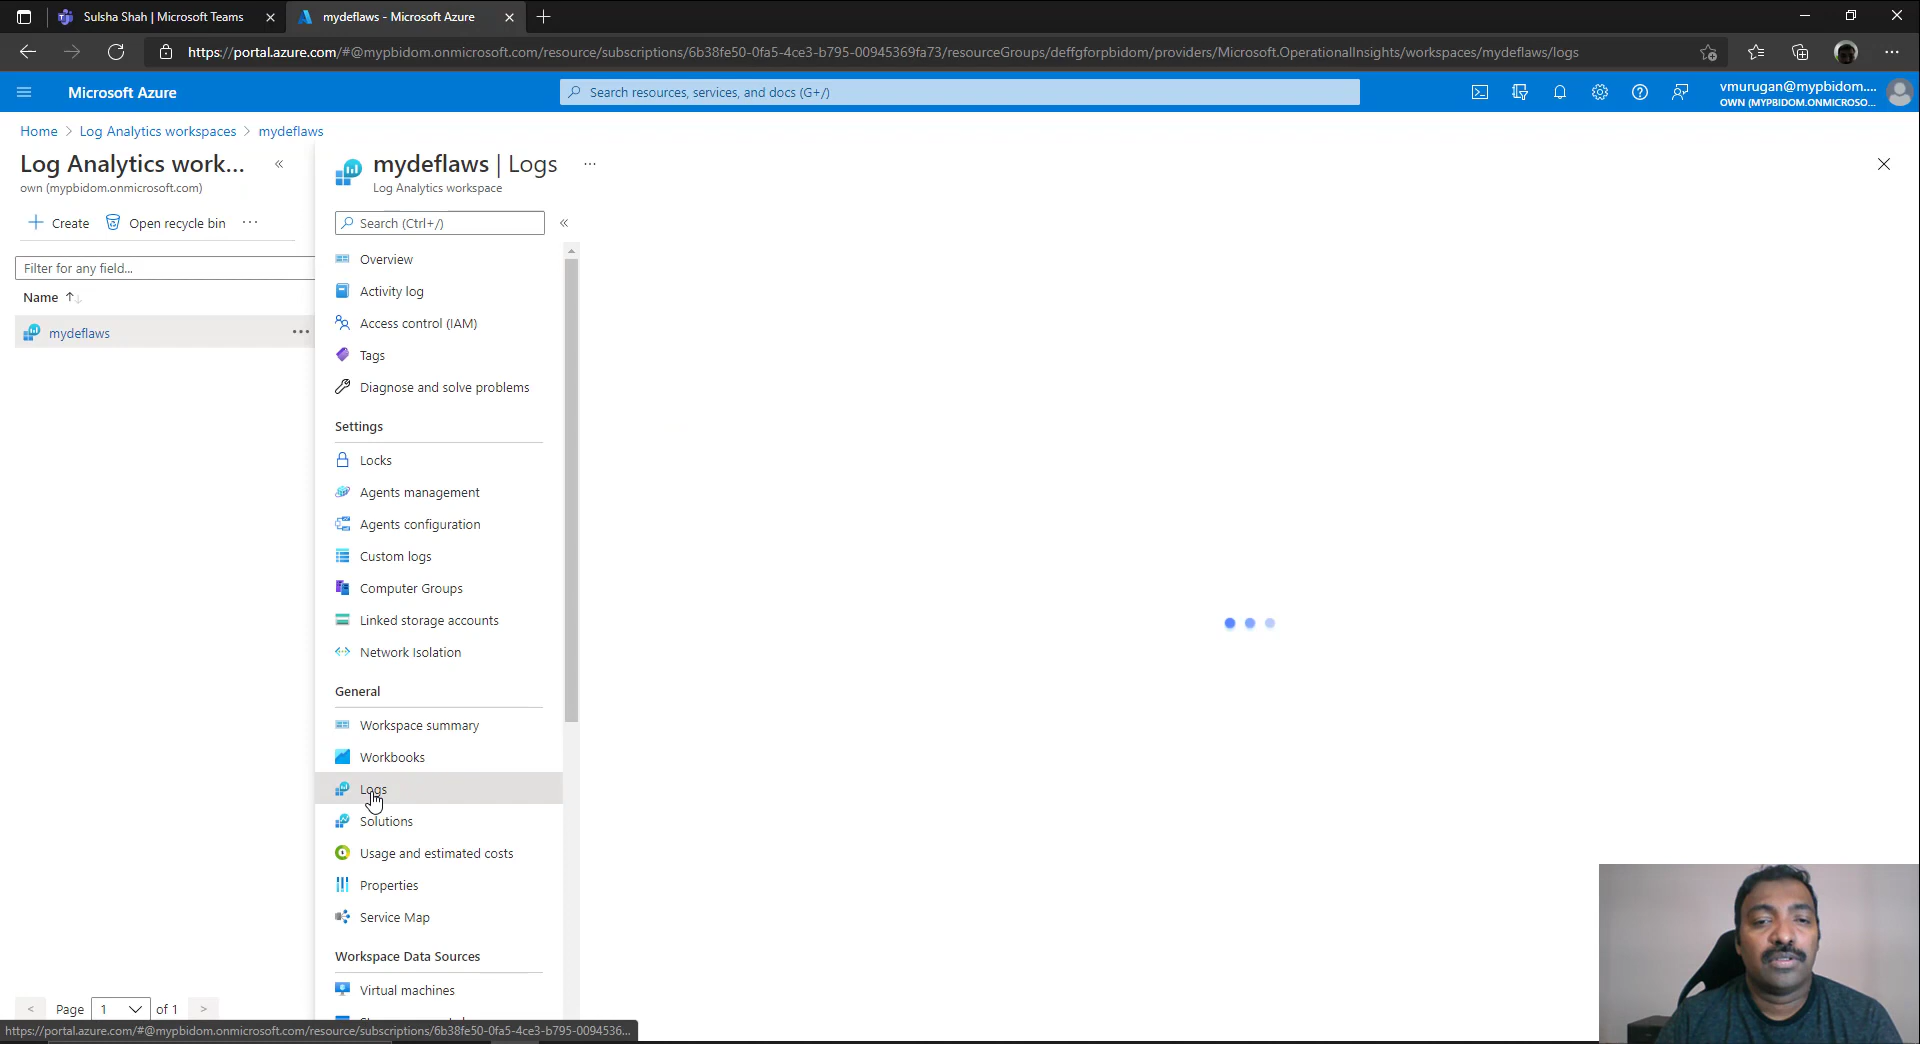 Sulsha Shah | Microsoft Teams
mydeflaws - Microsoft Azure
https://portal.azure.com/#@mypbidom.onmicrosoft.com/resource/subscriptions/6b38fe50-0fa5-4ce3-b795-00945369fa73/resourceGroups/deffgforpbidom/providers/Microsoft.OperationalInsights/workspaces/mydeflaws/logs
Microsoft Azure
Search resources, services, and docs (G+/)
vmurugan@mypbidom....
OWN (MYPBIDOM.ONMICROSO...
Home > Log Analytics workspaces > mydeflaws
Log Analytics work...
own (mypbidom.onmicrosoft.com)
Create
Open recycle bin
...
Filter for any field...
Name
mydeflaws
...
mydeflaws | Logs
...
Log Analytics workspace
Search (Ctrl+/)
Overview
Activity log
Access control (IAM)
Tags
Diagnose and solve problems
Settings
Locks
Agents management
Agents configuration
Custom logs
Computer Groups
Linked storage accounts
Network Isolation
General
Workspace summary
Workbooks
Logs
Solutions
Usage and estimated costs
Properties
Service Map
Workspace Data Sources
Virtual machines
< Page 1 of 1 >
https://portal.azure.com/#@mypbidom.onmicrosoft.com/resource/subscriptions/6b38fe50-0fa5-4ce3-b795-0094536...